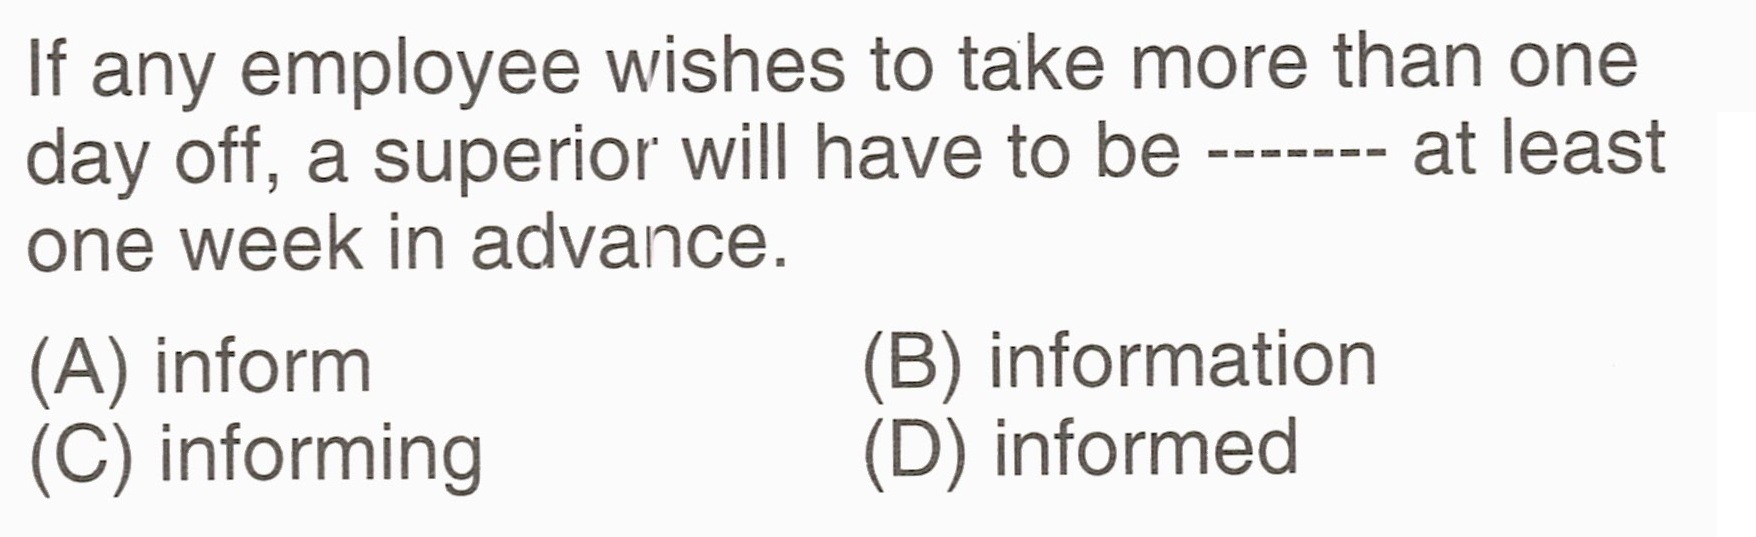 If any employee wishes to take more than one
day off, a superior will have to be ------- at least
one week in advance.
(A) inform (B) information
(C) informing (D) informed